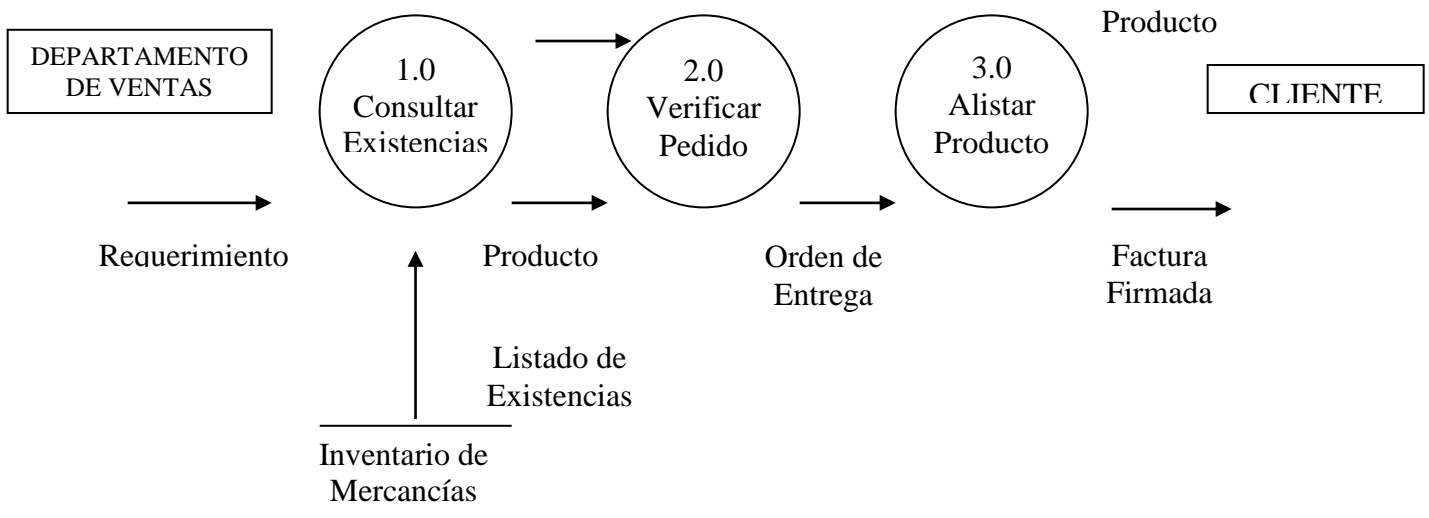 Producto
DEPARTAMENTO
DE VENTAS
1.0
Consultar
Existencias
2.0
Verificar
Pedido
3.0
Alistar
Producto
CLIENTE
Requerimiento
Producto
Orden de
Entrega
Factura
Firmada
Listado de
Existencias
Inventario de
Mercancías